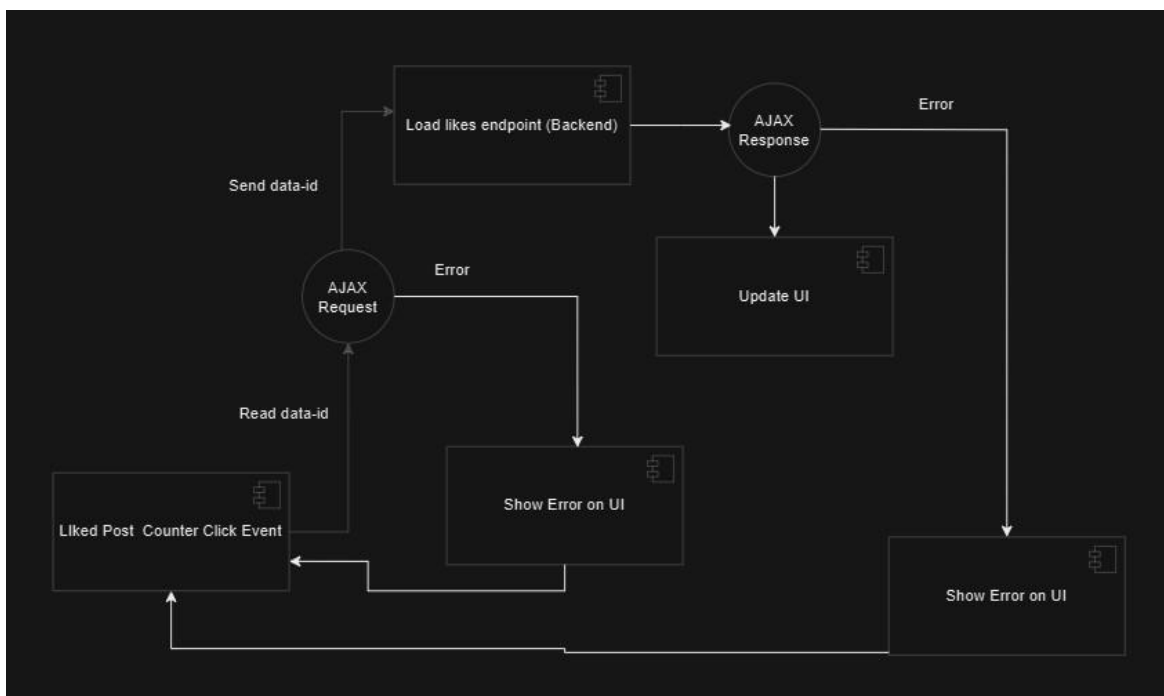 Load likes endpoint (Backend)
AJAX
Response
Error
Send data-id
Update UI
AJAX
Request
Error
Read data-id
Show Error on UI
LIked Post  Counter Click Event
Show Error on UI